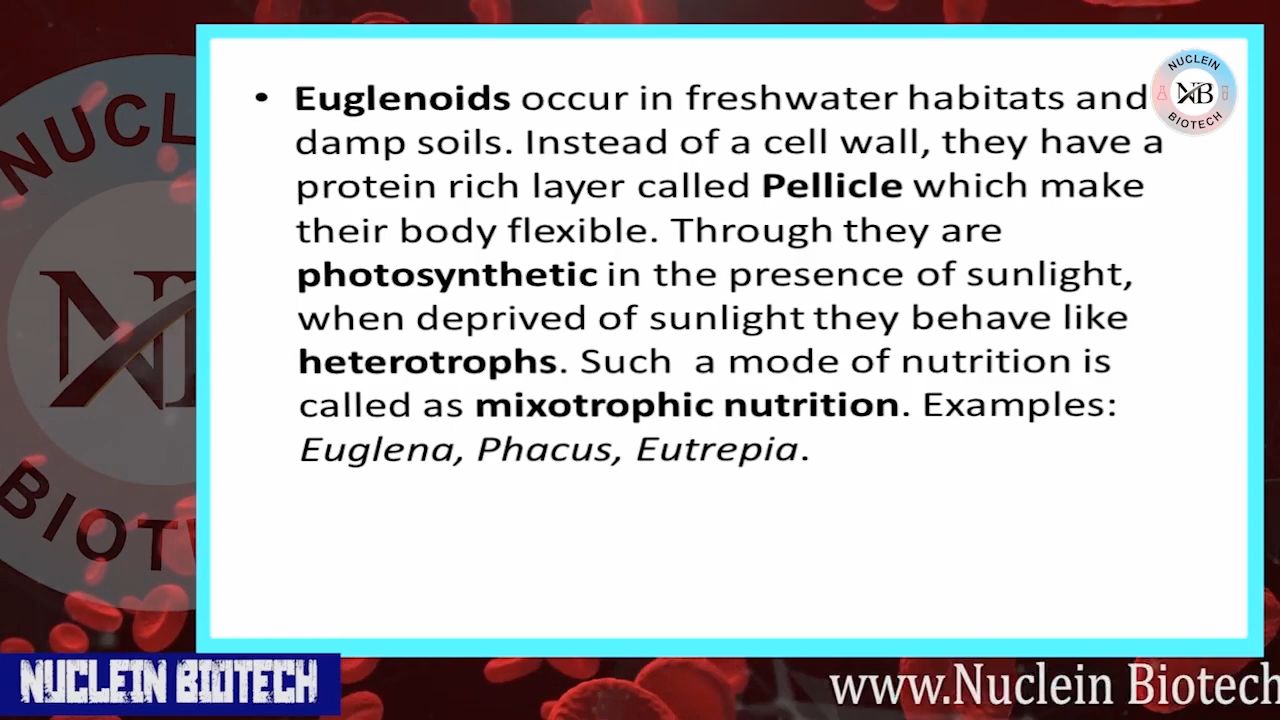 NUCLEIN
NB
BIOTECH
• Euglenoids occur in freshwater habitats and
damp soils. Instead of a cell wall, they have a
protein rich layer called Pellicle which make
their body flexible. Through they are
photosynthetic in the presence of sunlight,
when deprived of sunlight they behave like
heterotrophs. Such a mode of nutrition is
called as mixotrophic nutrition. Examples:
Euglena, Phacus, Eutrepia.
NUCL
N
BIOT
NUCLEIN BIOTECH
www.Nuclein Biotech